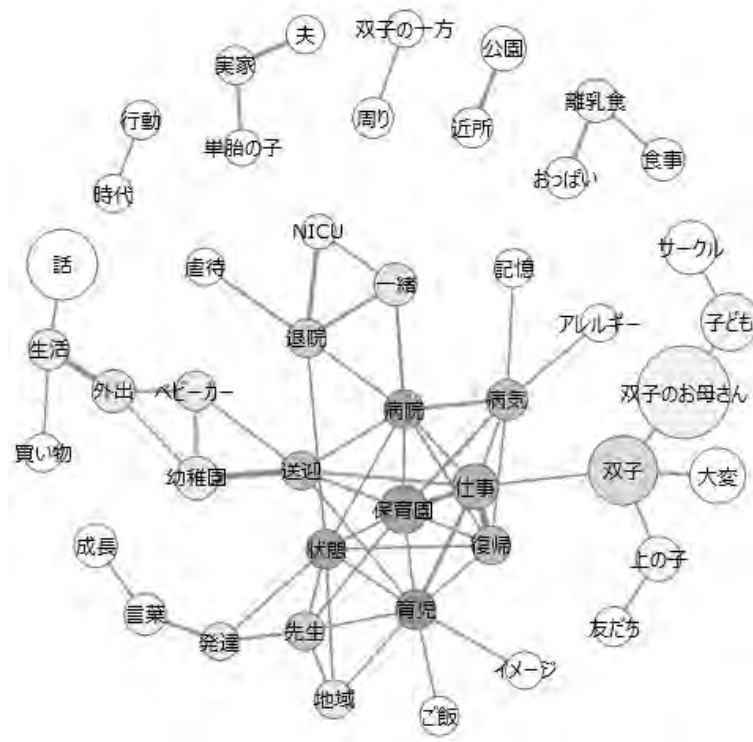 夫
双子の一方
公園
実家
離乳食
行動
周り
近所
単胎の子
食事
おっぱい
時代
NICU
サークル
話
虐待
記憶
一緒
子ども
アレルギー
退院
生活
外出
ベビーカー
双子のお母さん
病院
病気
買い物
幼稚園
送迎
仕事
双子
大変
保育園
成長
状態
復帰
上の子
言葉
育児
友だち
発達
先生
イメージ
地域
ご飯